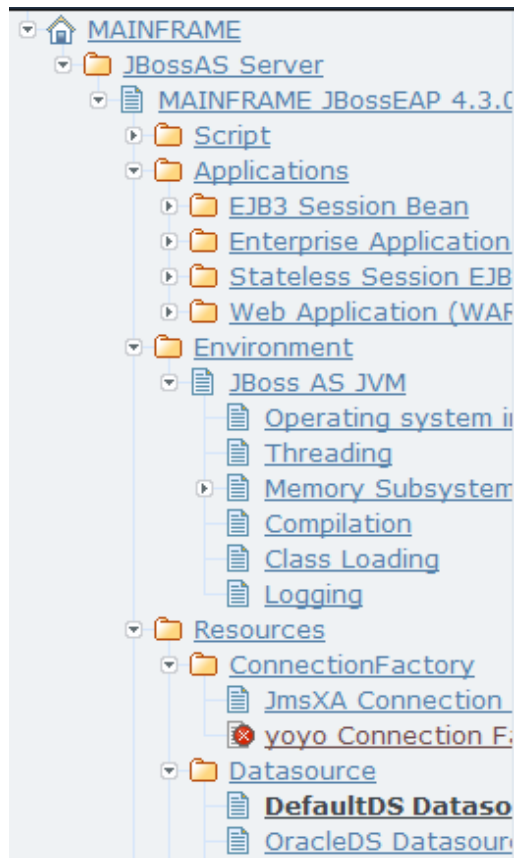 MAINFRAME
JBossAS Server
MAINFRAME JBossEAP 4.3.0
Script
Applications
EJB3 Session Bean
Enterprise Application
Stateless Session EJB
Web Application (WAR
Environment
JBoss AS JVM
Operating system in
Threading
Memory Subsystem
Compilation
Class Loading
Logging
Resources
ConnectionFactory
JmsXA Connection
yoyo Connection Fa
Datasource
DefaultDS Dataso
OracleDS Datasour